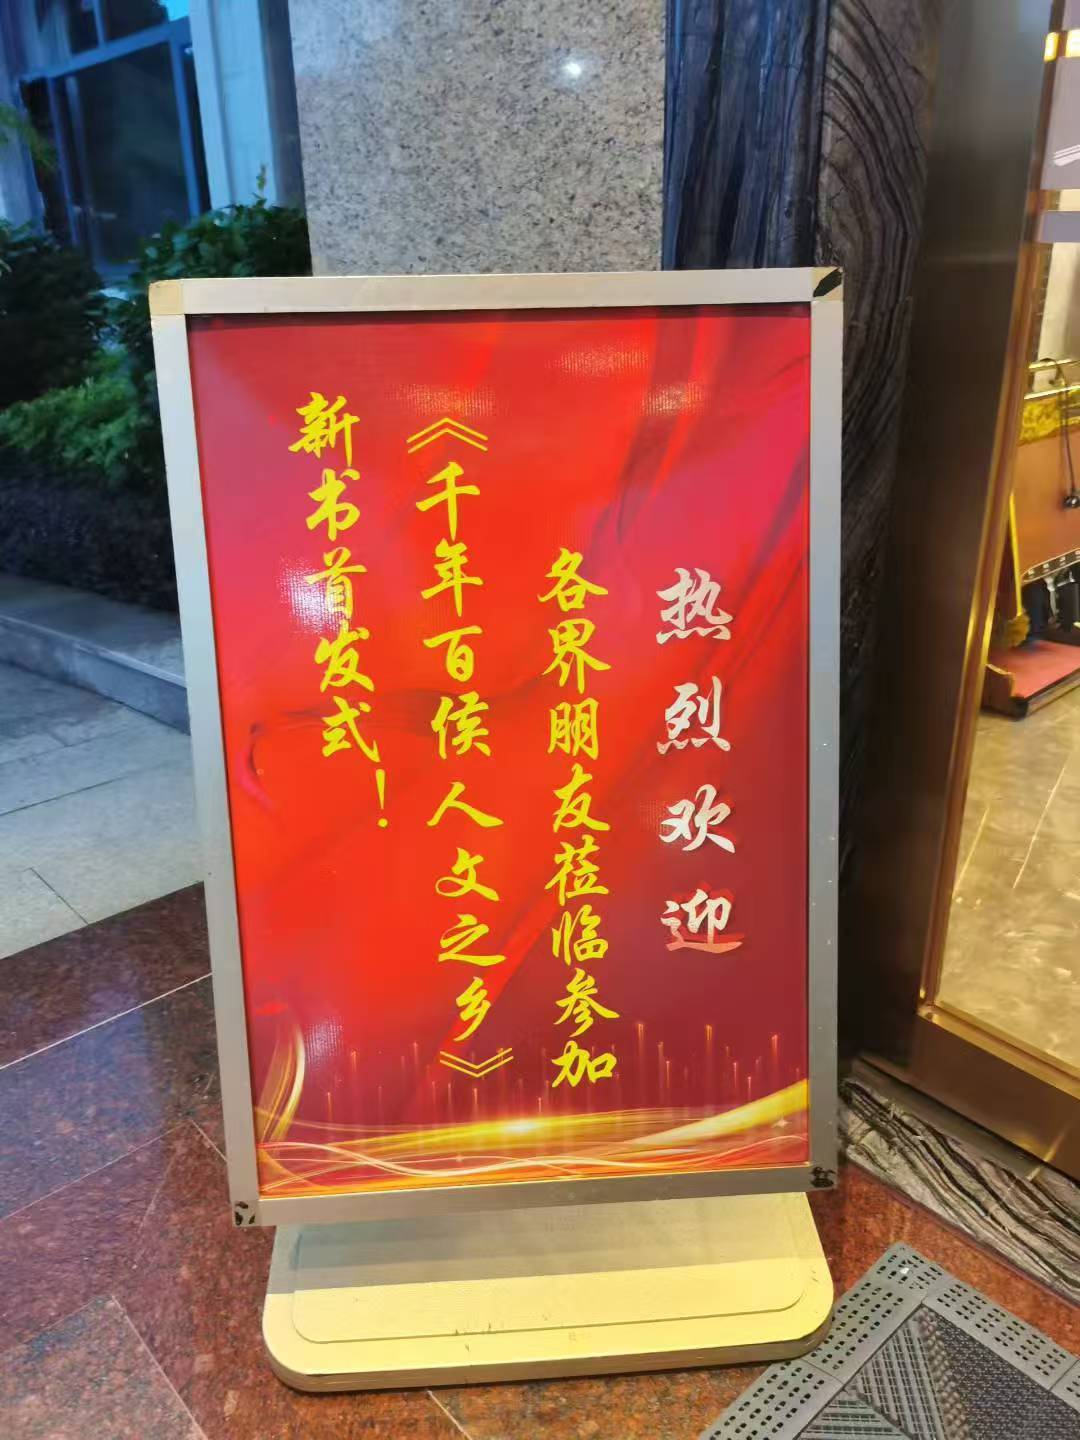 热烈欢迎
各界朋友莅临参加
《千年百侯人文之乡》
新书首发式！